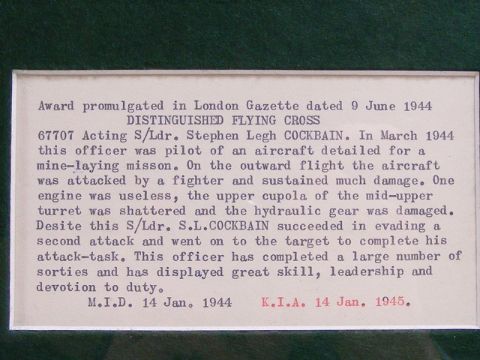 Award promulgated in London Gazette dated 9 June 1944
DISTINGUISHED FLYING CROSS
67707 Acting S/Ldr. Stephen Legh COCKBAIN. In March 1944
this officer was pilot of an aircraft detailed for a
mine-laying misson. On the outward flight the aircraft
was attacked by a fighter and sustained much damage. One
engine was useless, the upper cupola of the mid-upper
turret was shattered and the hydraulic gear was damaged.
Desite this S/Ldr. S.L.COCKBAIN succeeded in evading a
second attack and went on to the target to complete his
attack-task. This officer has completed a large number of
sorties and has displayed great skill, leadership and
devotion to duty.
M.I.D. 14 Jan. 1944 K.I.A. 14 Jan. 1945.